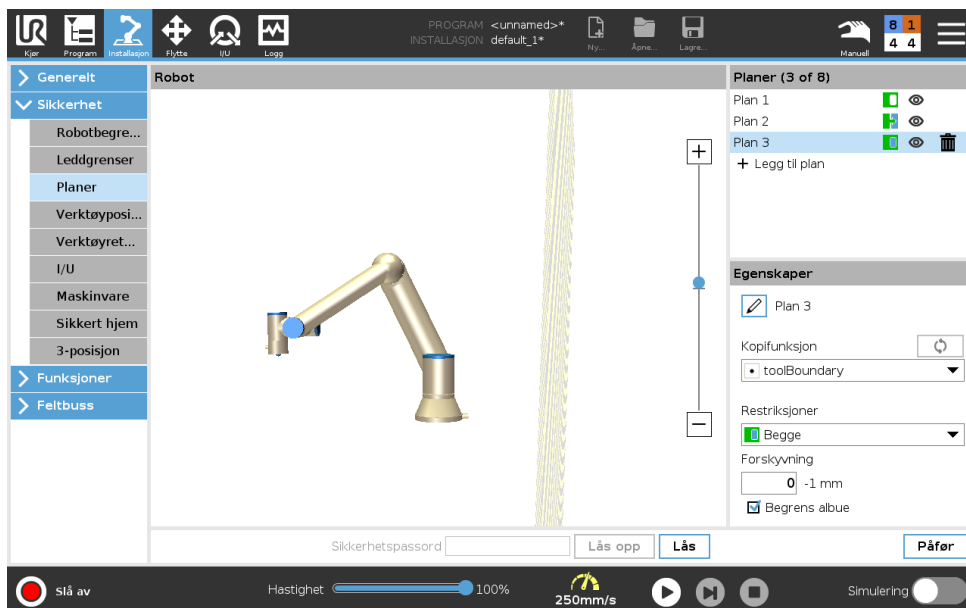 UR
PROGRAM <unnamed>*
INSTALLASJON default_1*
Kjør Program Installasjon Flytte I/U Logg
Ny... Åpne... Lagre...
Manuell
8 1
4 4
Generelt
Sikkerhet
Robotbegre...
Leddgrenser
Planer
Verktøyposi...
Verktøyret...
I/U
Maskinvare
Sikkert hjem
3-posisjon
Funksjoner
Feltbuss
Robot
+
−
Planer (3 of 8)
Plan 1
Plan 2
Plan 3
+ Legg til plan
Egenskaper
Plan 3
Kopifunksjon
toolBoundary
Restriksjoner
Begge
Forskyvning
0 -1 mm
Begrens albue
Sikkerhetspassord Lås opp Lås Påfør
Slå av Hastighet 100% 250mm/s Simulering